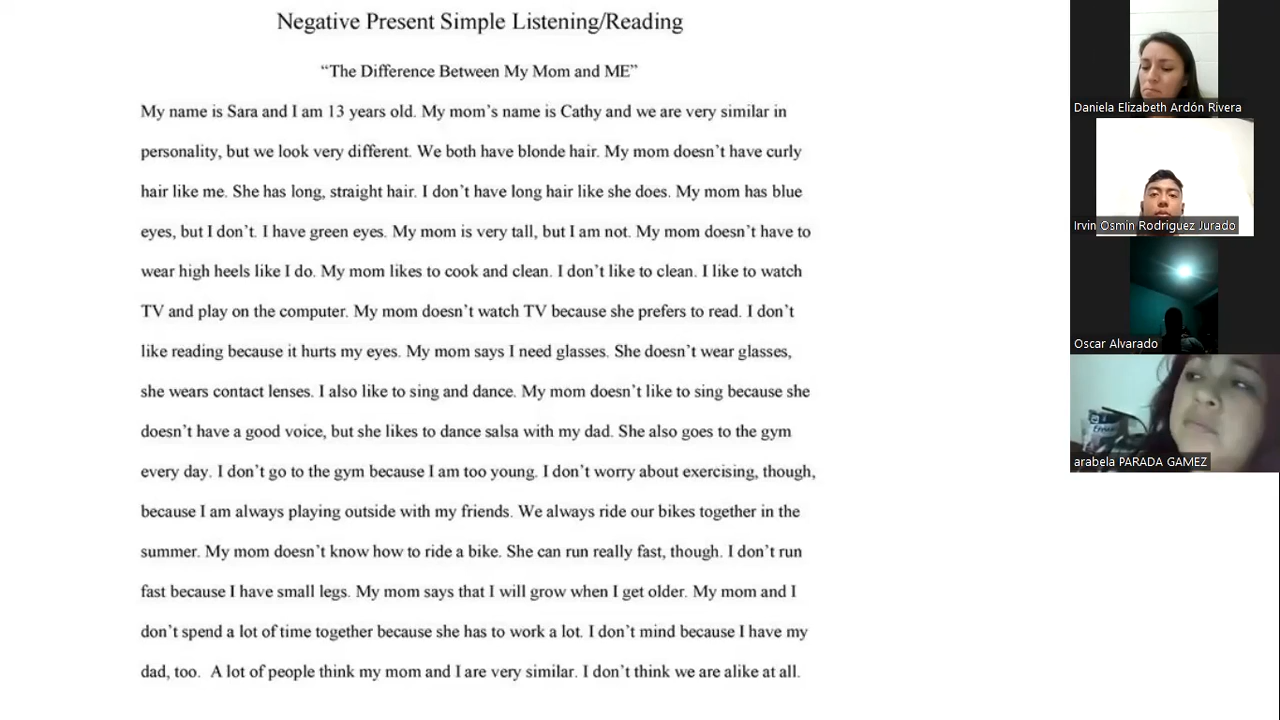 Negative Present Simple Listening/Reading
“The Difference Between My Mom and ME”
My name is Sara and I am 13 years old. My mom’s name is Cathy and we are very similar in
personality, but we look very different. We both have blonde hair. My mom doesn’t have curly
hair like me. She has long, straight hair. I don’t have long hair like she does. My mom has blue
eyes, but I don’t. I have green eyes. My mom is very tall, but I am not. My mom doesn’t have to
wear high heels like I do. My mom likes to cook and clean. I don’t like to clean. I like to watch
TV and play on the computer. My mom doesn’t watch TV because she prefers to read. I don’t
like reading because it hurts my eyes. My mom says I need glasses. She doesn’t wear glasses,
she wears contact lenses. I also like to sing and dance. My mom doesn’t like to sing because she
doesn’t have a good voice, but she likes to dance salsa with my dad. She also goes to the gym
every day. I don’t go to the gym because I am too young. I don’t worry about exercising, though,
because I am always playing outside with my friends. We always ride our bikes together in the
summer. My mom doesn’t know how to ride a bike. She can run really fast, though. I don’t run
fast because I have small legs. My mom says that I will grow when I get older. My mom and I
don’t spend a lot of time together because she has to work a lot. I don’t mind because I have my
dad, too. A lot of people think my mom and I are very similar. I don’t think we are alike at all.
Daniela Elizabeth Ardón Rivera
Irvin Osmin Rodriguez Jurado
Oscar Alvarado
arabela PARADA GAMEZ